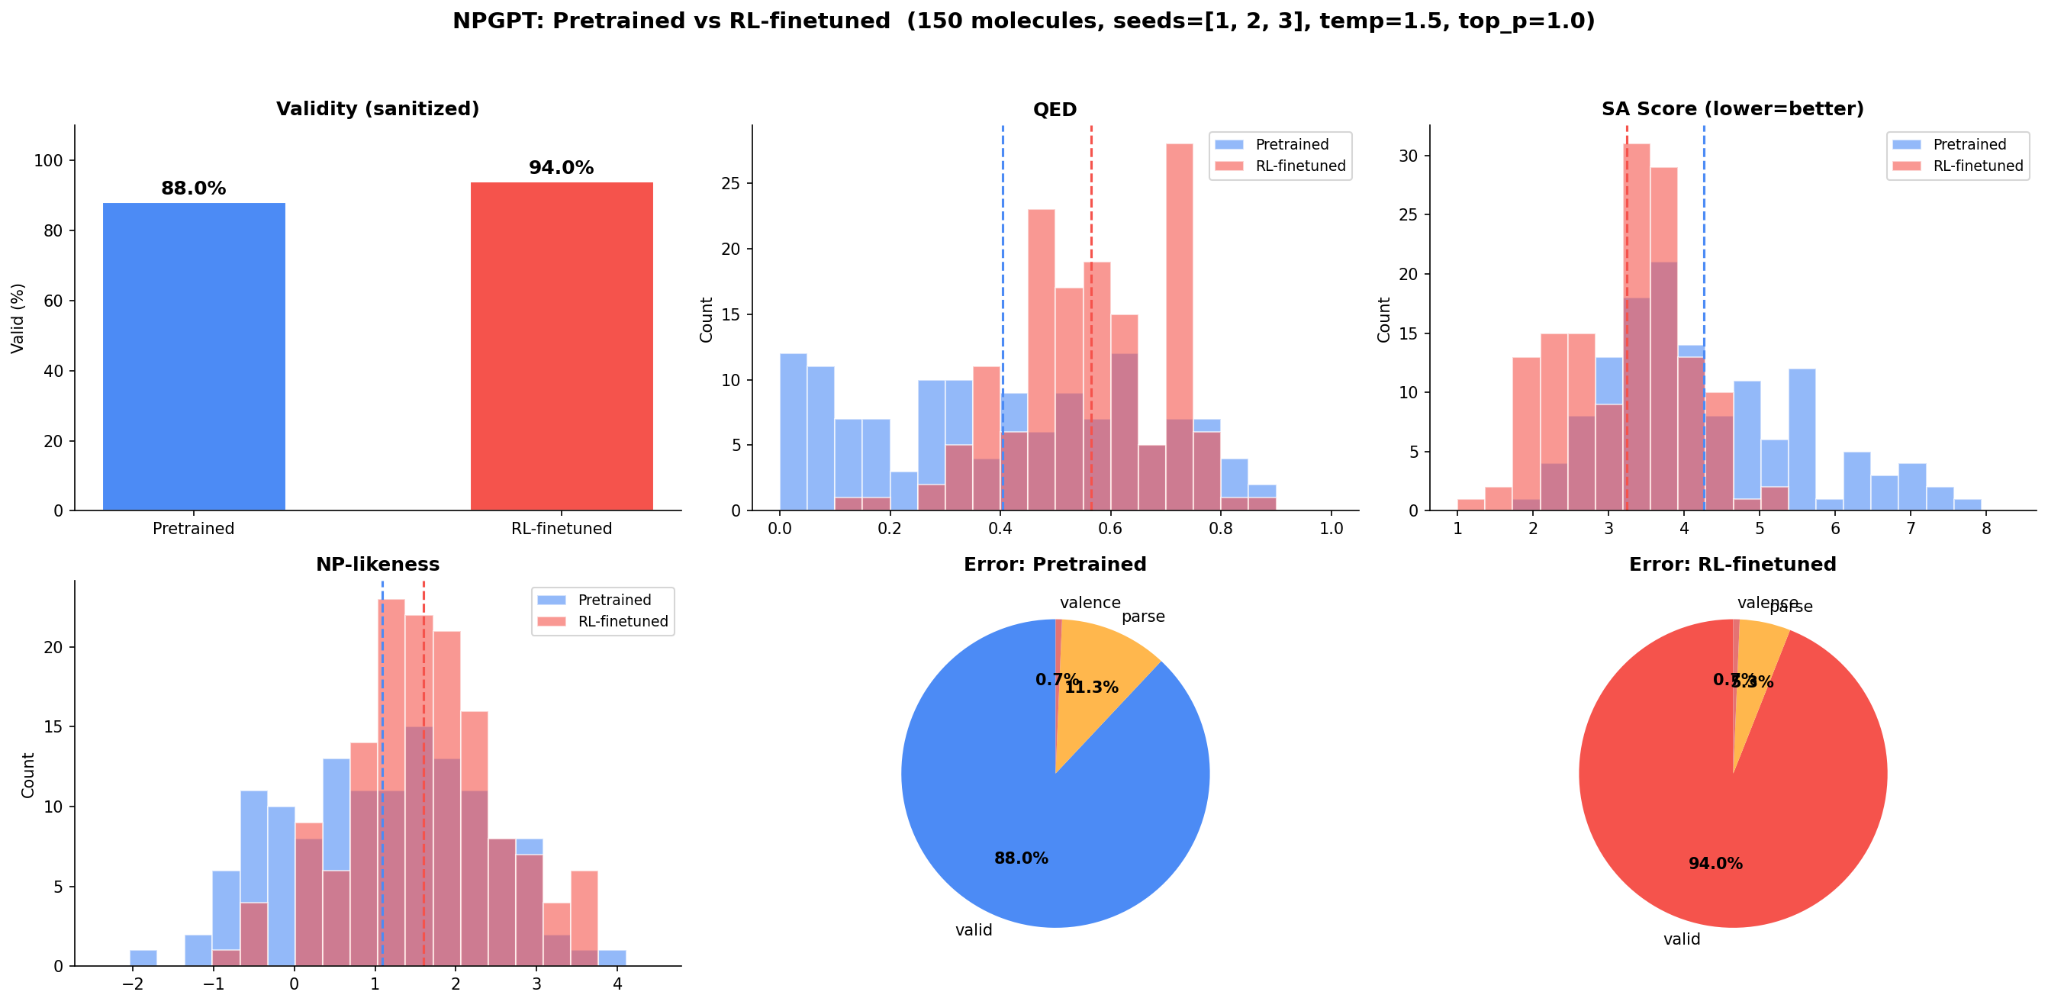 NPGPT: Pretrained vs RL-finetuned (150 molecules, seeds=[1, 2, 3], temp=1.5, top_p=1.0)
Validity (sanitized)
Valid (%)
100
80
60
40
20
0
88.0%
94.0%
Pretrained
RL-finetuned
QED
Count
25
20
15
10
5
0
Pretrained
RL-finetuned
0.0
0.2
0.4
0.6
0.8
1.0
SA Score (lower=better)
Count
30
25
20
15
10
5
0
Pretrained
RL-finetuned
1
2
3
4
5
6
7
8
NP-likeness
Count
20
15
10
5
0
Pretrained
RL-finetuned
−2
−1
0
1
2
3
4
Error: Pretrained
valence
parse
0.7%
11.3%
88.0%
valid
Error: RL-finetuned
valence
parse
0.7%
5.3%
94.0%
valid